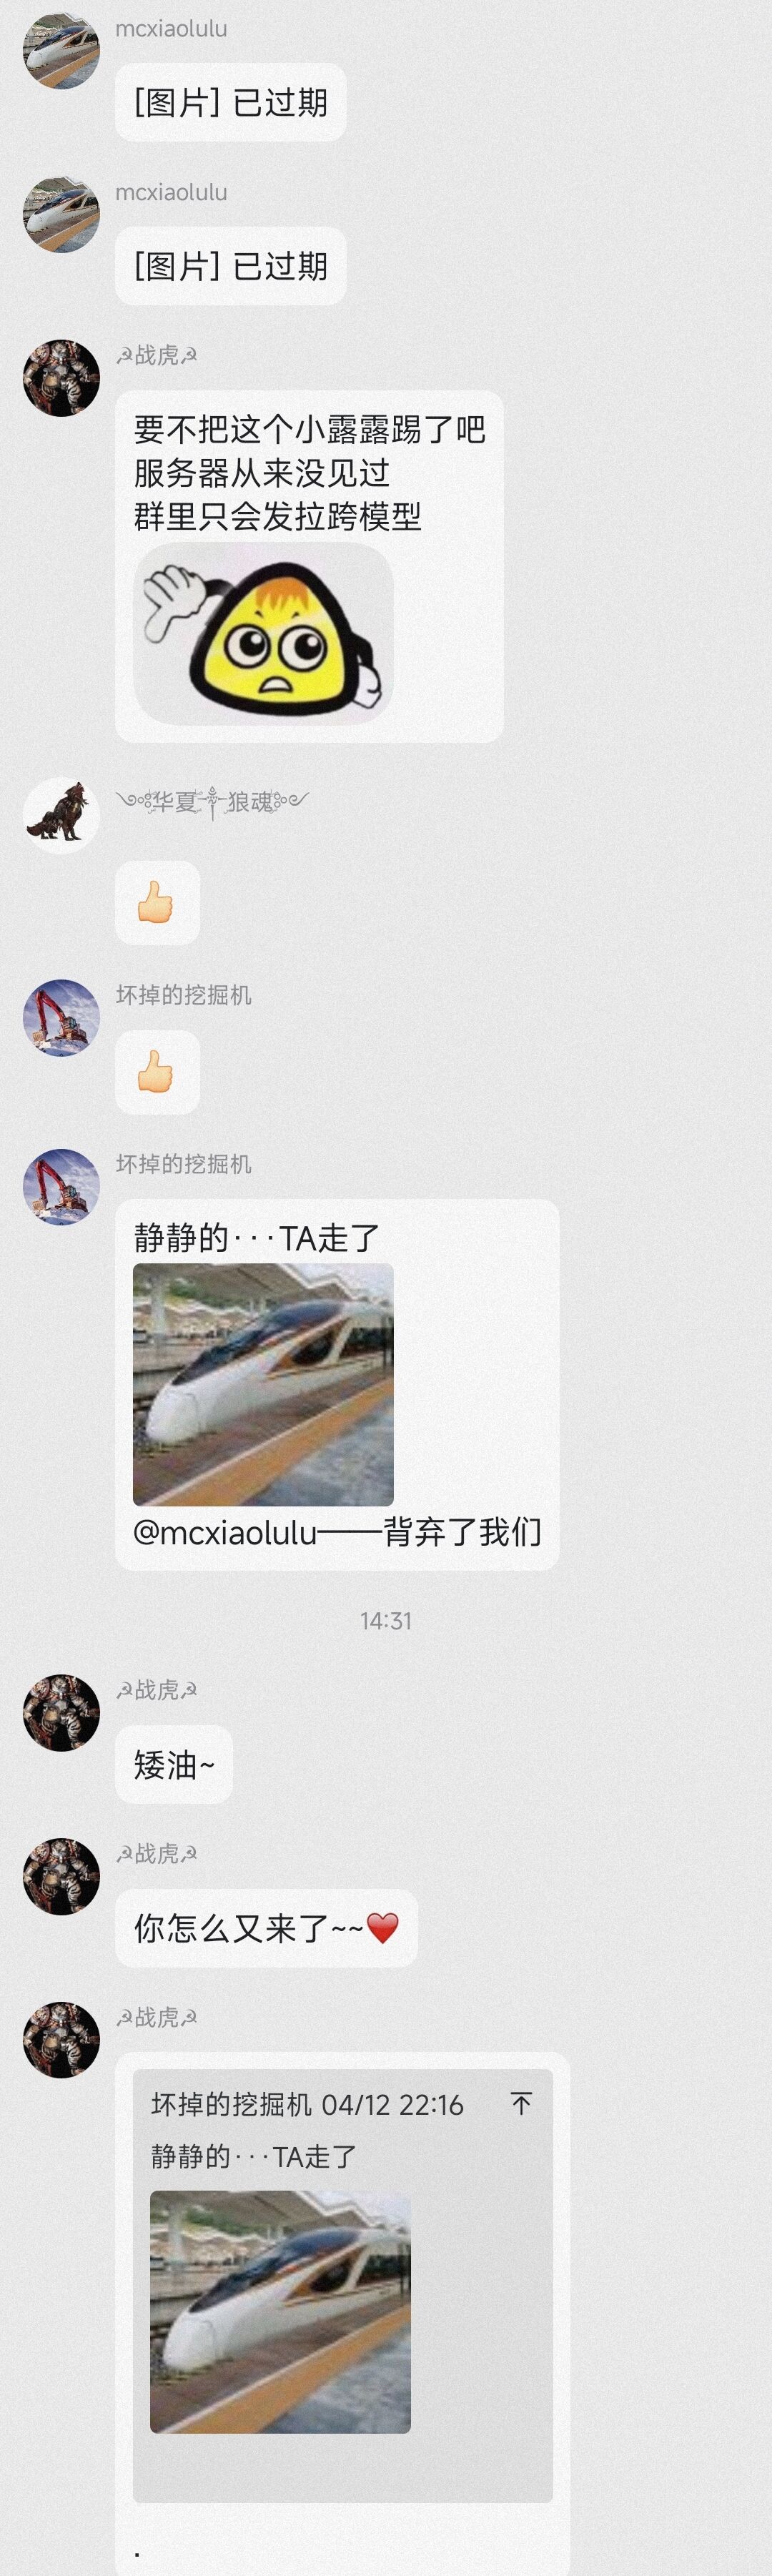 mcxiaolulu
[图片] 已过期
mcxiaolulu
[图片] 已过期
☭战虎☭
要不把这个小露露踢了吧
服务器从来没见过
群里只会发拉跨模型
华夏 狼魂
👍
坏掉的挖掘机
👍
坏掉的挖掘机
静静的···TA走了
@mcxiaolulu——背弃了我们
14:31
☭战虎☭
矮油~
☭战虎☭
你怎么又来了~~❤️
☭战虎☭
坏掉的挖掘机 04/12 22:16
静静的···TA走了
.